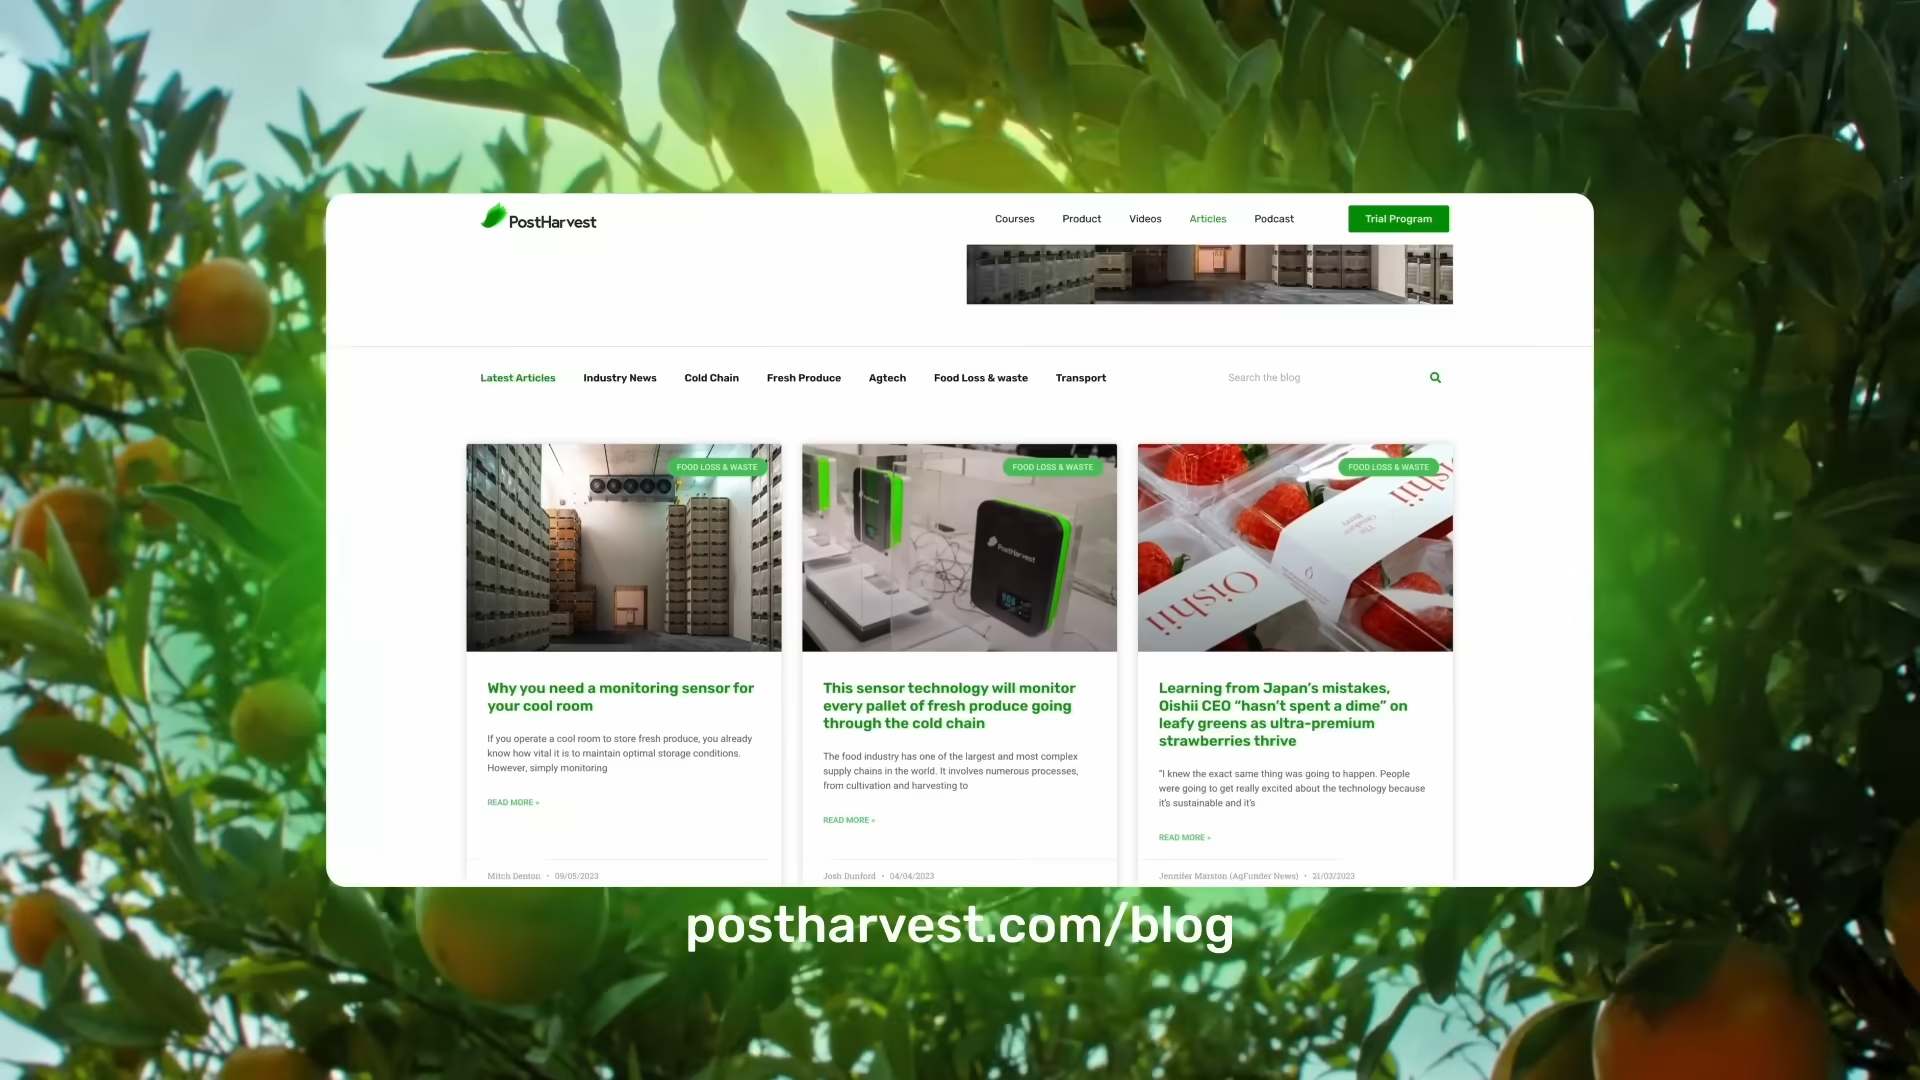 PostHarvest
Courses Product Videos Articles Podcast Trial Program
Latest Articles Industry News Cold Chain Fresh Produce Agtech Food Loss & waste Transport Search the blog
FOOD LOSS & WASTE
FOOD LOSS & WASTE
FOOD LOSS & WASTE
PostHarvest
Oishii
Oishii
Why you need a monitoring sensor for
your cool room
If you operate a cool room to store fresh produce, you already
know how vital it is to maintain optimal storage conditions.
However, simply monitoring
READ MORE »
Mitch Denton • 09/05/2023
This sensor technology will monitor
every pallet of fresh produce going
through the cold chain
The food industry has one of the largest and most complex
supply chains in the world. It involves numerous processes,
from cultivation and harvesting to
READ MORE »
Josh Dunford • 04/04/2023
Learning from Japan’s mistakes,
Oishii CEO “hasn’t spent a dime” on
leafy greens as ultra-premium
strawberries thrive
“I knew the exact same thing was going to happen. People
were going to get really excited about the technology because
it’s sustainable and it’s
READ MORE »
Jennifer Marston (AgFunder News) • 21/03/2023
postharvest.com/blog